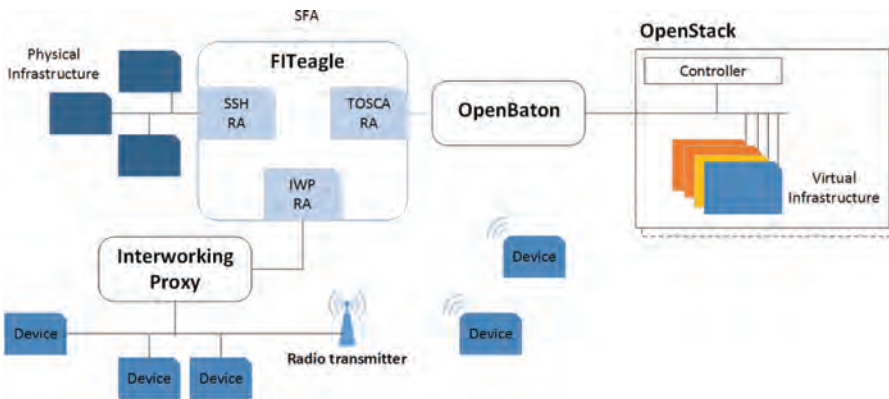 SFA
Physical
Infrastructure
FITeagle
SSH
RA
TOSCA
RA
IWP
RA
OpenBaton
OpenStack
Controller
Virtual
Infrastructure
Interworking
Proxy
Device
Device
Device
Radio transmitter
Device
Device